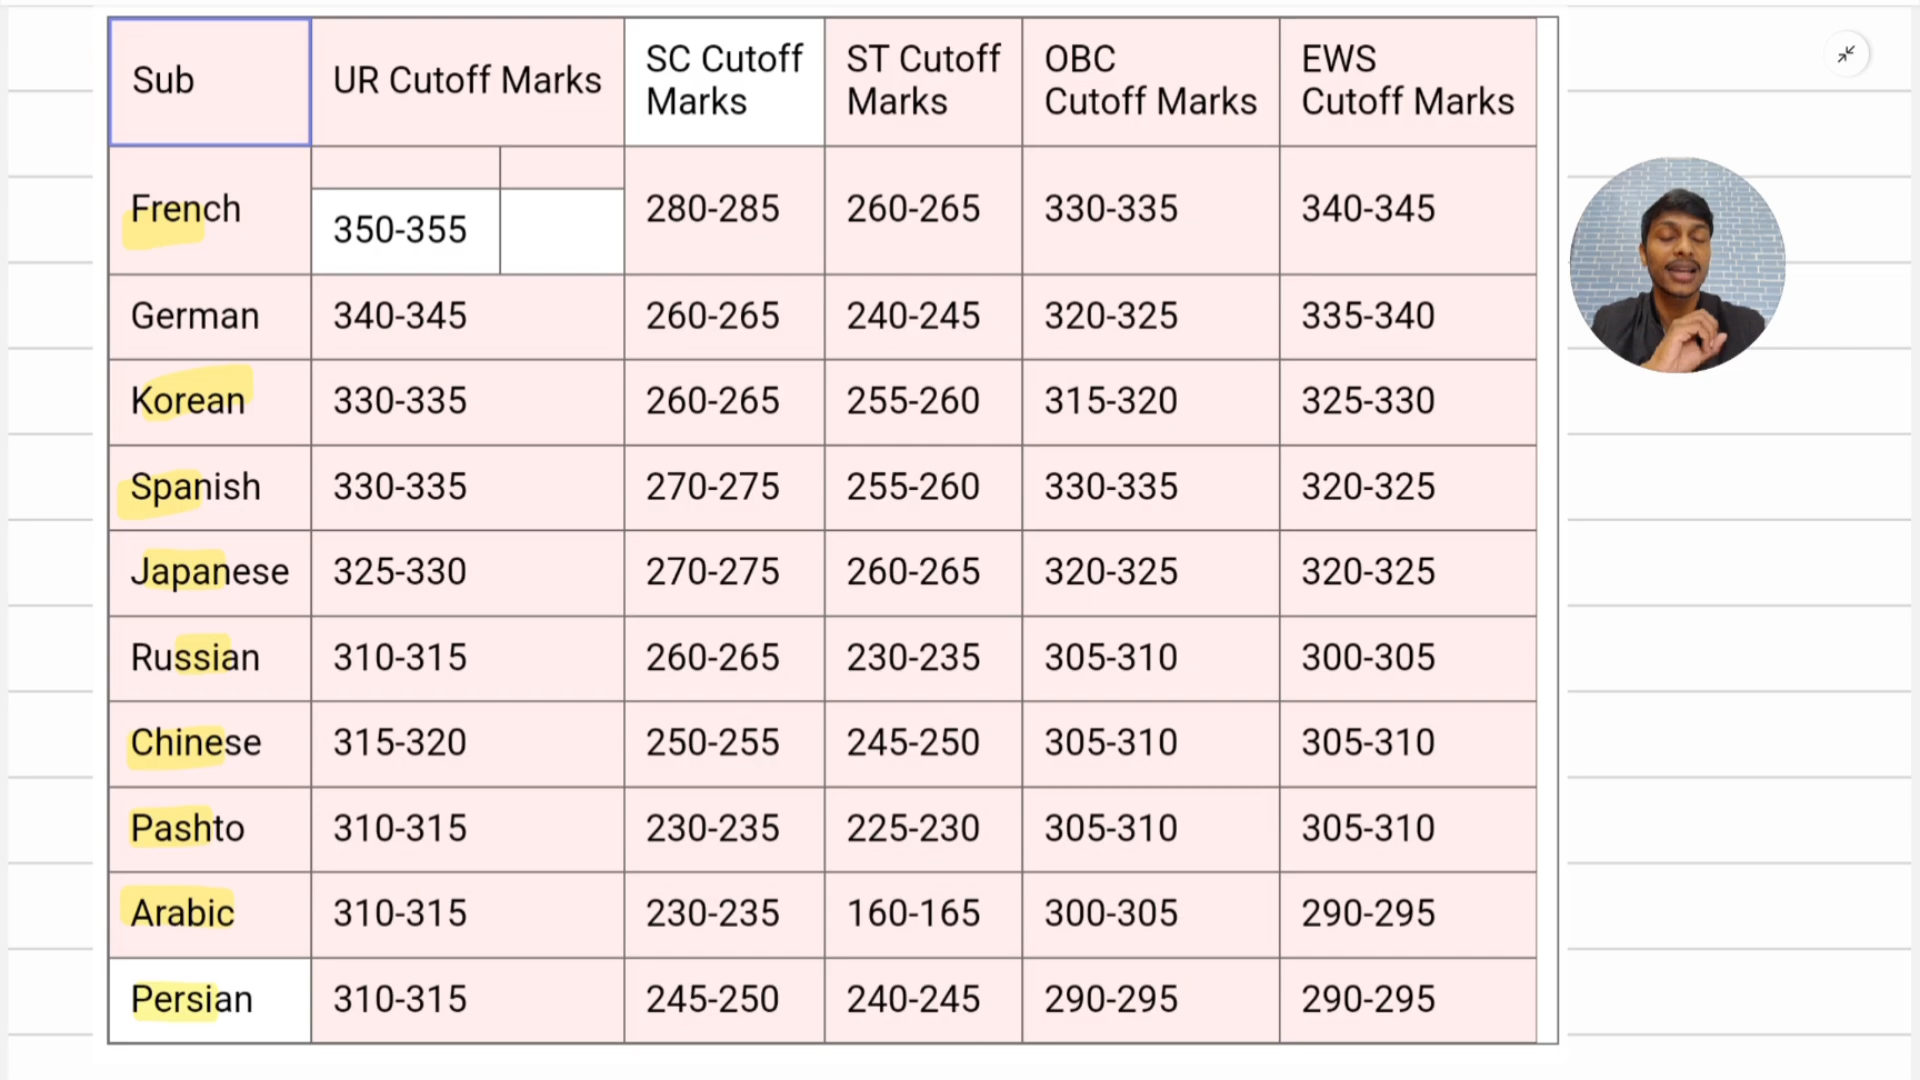 Sub UR Cutoff Marks SC Cutoff Marks ST Cutoff Marks OBC Cutoff Marks EWS Cutoff Marks
French 350-355 280-285 260-265 330-335 340-345
German 340-345 260-265 240-245 320-325 335-340
Korean 330-335 260-265 255-260 315-320 325-330
Spanish 330-335 270-275 255-260 330-335 320-325
Japanese 325-330 270-275 260-265 320-325 320-325
Russian 310-315 260-265 230-235 305-310 300-305
Chinese 315-320 250-255 245-250 305-310 305-310
Pashto 310-315 230-235 225-230 305-310 305-310
Arabic 310-315 230-235 160-165 300-305 290-295
Persian 310-315 245-250 240-245 290-295 290-295